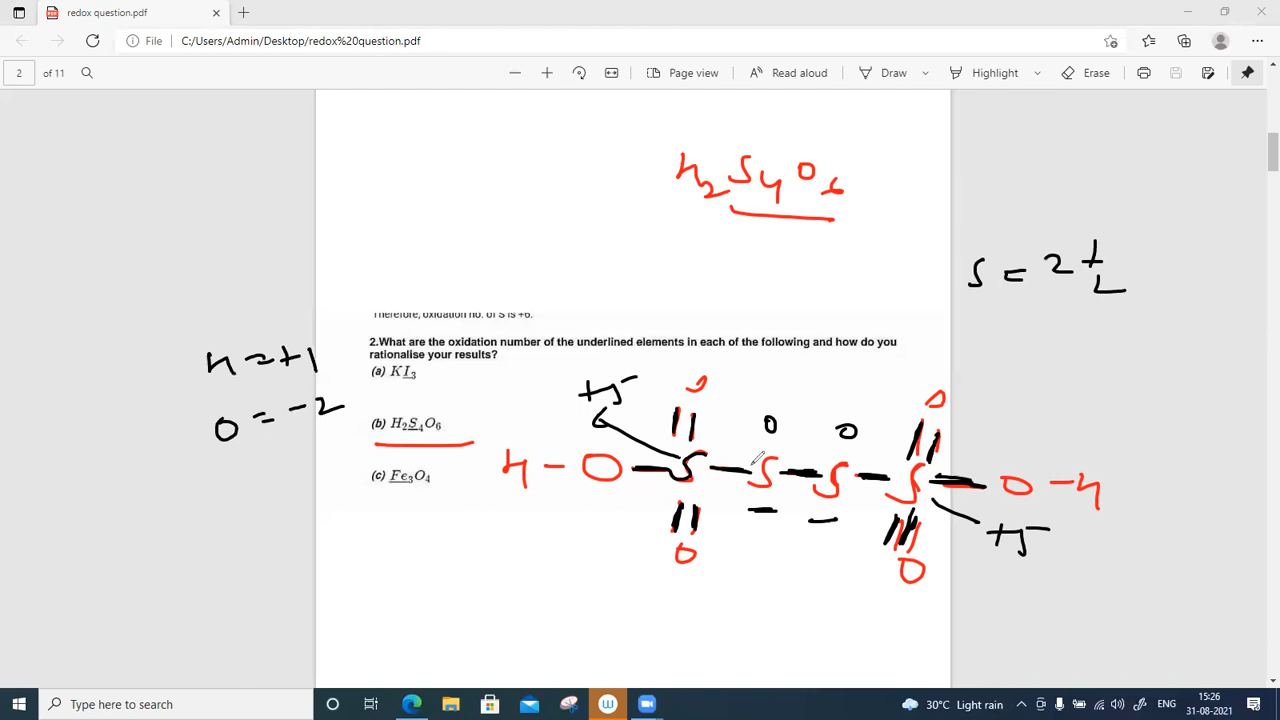 redox question.pdf
File C:/Users/Admin/Desktop/redox%20question.pdf
2 of 11 Page view Read aloud Draw Highlight Erase
H2S4O6
S = 2 1/2
Therefore, oxidation no. of S is +6.
2.What are the oxidation number of the underlined elements in each of the following and how do you
rationalise your results?
(a) KI3
H = +1
+5
O = -2
O O
0 0
(b) H2S4O6
H - O - S - S - S - S - O - H
(c) Fe3O4
+5
O O
Type here to search
W
30°C Light rain
ENG
15:26
31-08-2021